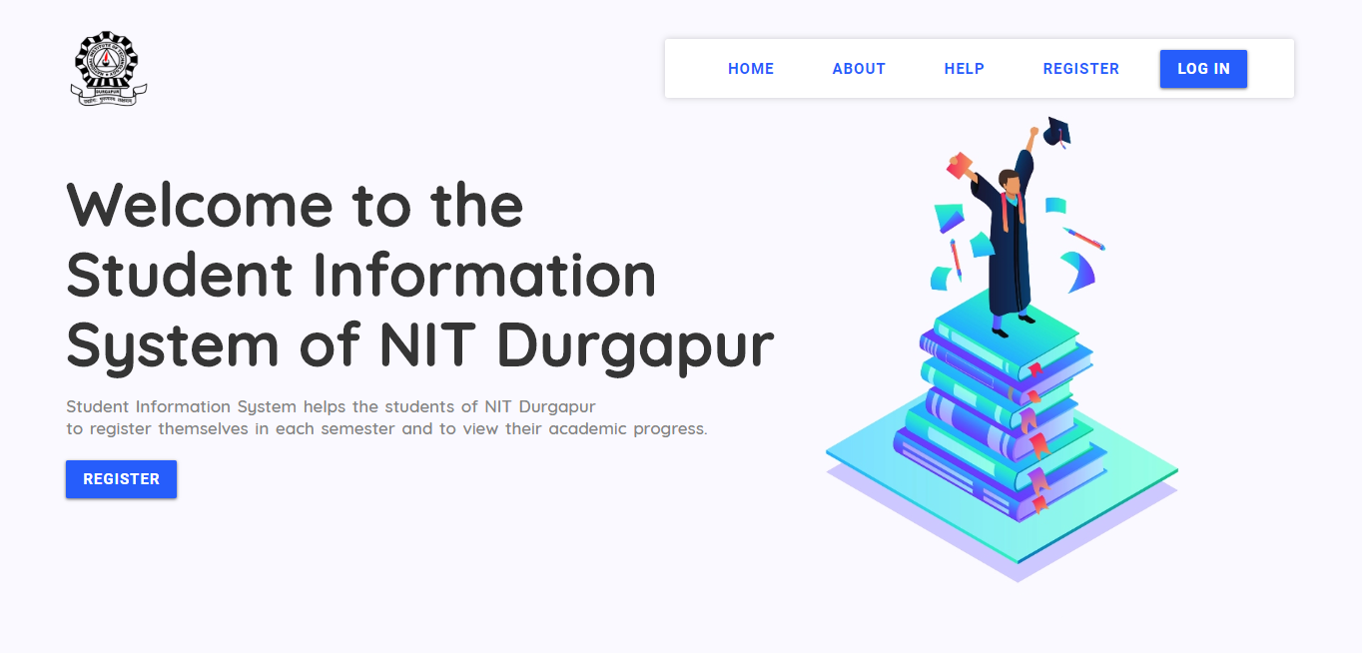 DURGAPUR
HOME
ABOUT
HELP
REGISTER
LOG IN
Welcome to the
Student Information
System of NIT Durgapur
Student Information System helps the students of NIT Durgapur
to register themselves in each semester and to view their academic progress.
REGISTER